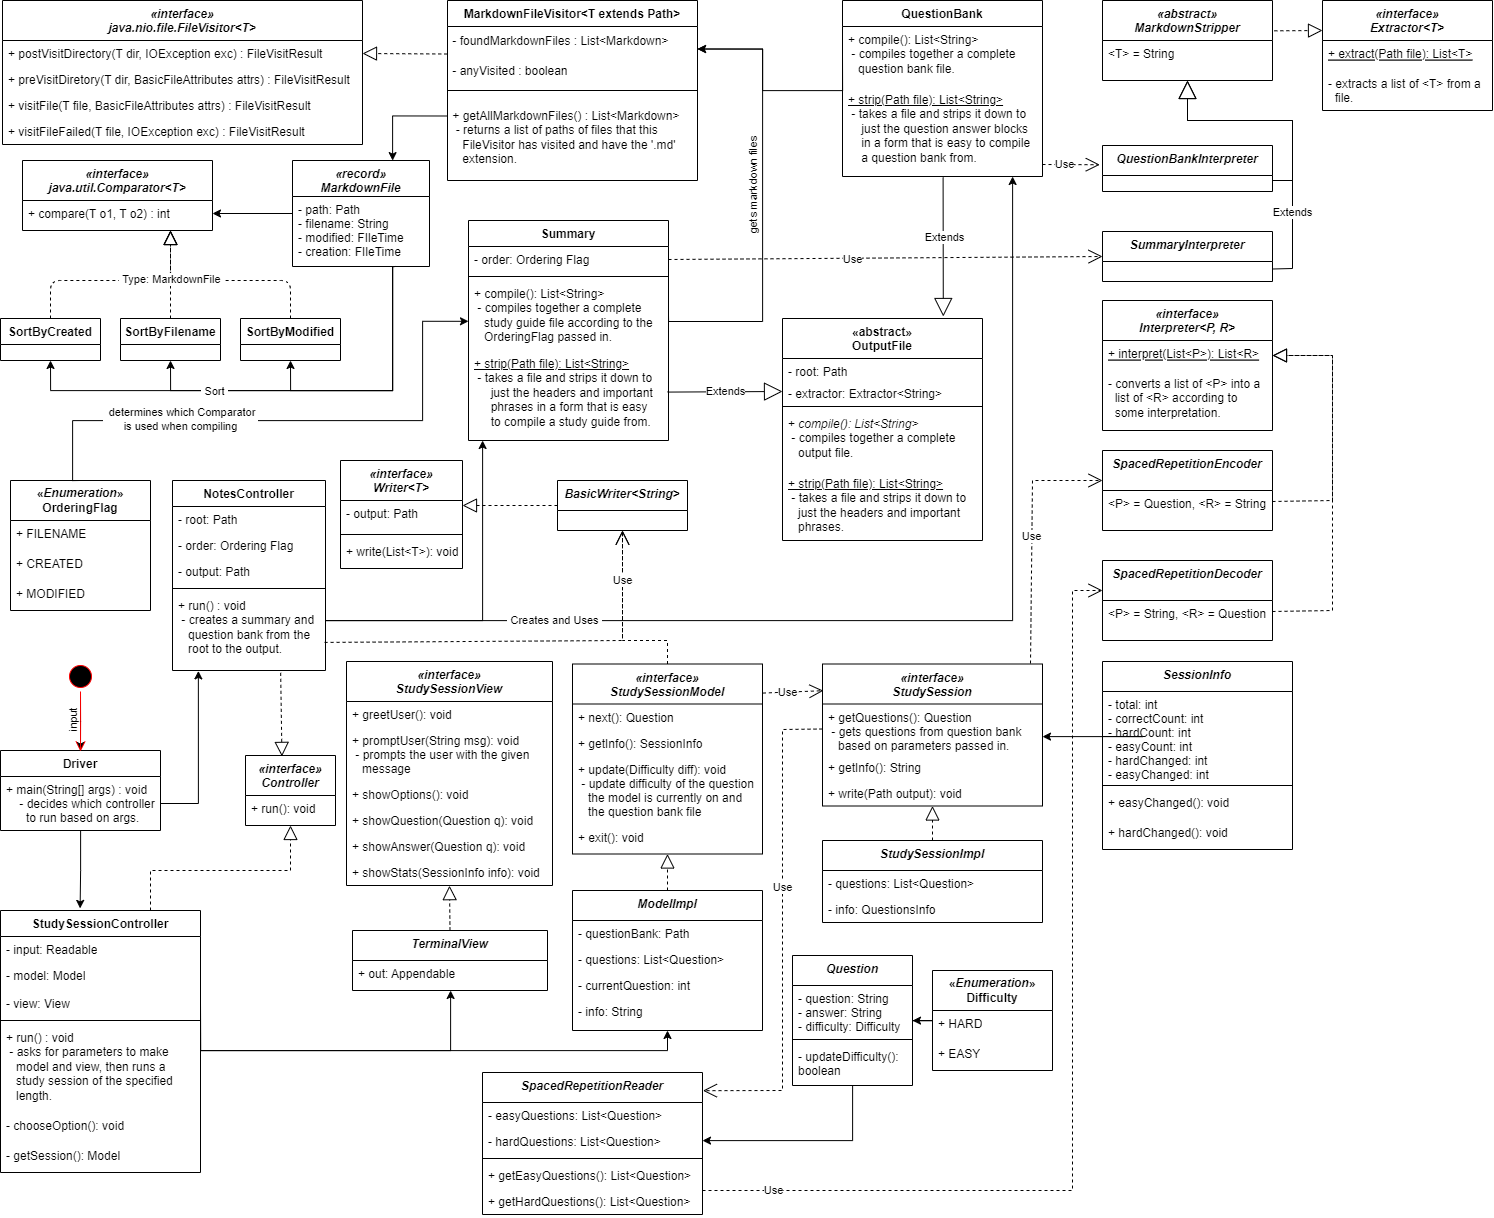 «interface»
java.nio.file.FileVisitor<T>
+ postVisitDirectory(T dir, IOException exc) : FileVisitResult
+ preVisitDiretory(T dir, BasicFileAttributes attrs) : FileVisitResult
+ visitFile(T file, BasicFileAttributes attrs) : FileVisitResult
+ visitFileFailed(T file, IOException exc) : FileVisitResult
MarkdownFileVisitor<T extends Path>
- foundMarkdownFiles : List<Markdown>
- anyVisited : boolean
+ getAllMarkdownFiles() : List<Markdown>
- returns a list of paths of files that this
FileVisitor has visited and have the '.md'
extension.
QuestionBank
+ compile(): List<String>
- compiles together a complete
question bank file.
+ strip(Path file): List<String>
- takes a file and strips it down to
just the question answer blocks
in a form that is easy to compile
a question bank from.
«abstract»
MarkdownStripper
<T> = String
«interface»
Extractor<T>
+ extract(Path file): List<T>
- extracts a list of <T> from a
file.
«interface»
java.util.Comparator<T>
+ compare(T o1, T o2) : int
«record»
MarkdownFile
- path: Path
- filename: String
- modified: FIleTime
- creation: FIleTime
gets markdown files
Use
QuestionBankInterpreter
Extends
SummaryInterpreter
Summary
- order: Ordering Flag
+ compile(): List<String>
- compiles together a complete
study guide file according to the
OrderingFlag passed in.
+ strip(Path file): List<String>
- takes a file and strips it down to
just the headers and important
phrases in a form that is easy
to compile a study guide from.
Use
Extends
Type: MarkdownFile
SortByCreated
SortByFilename
SortByModified
Sort
determines which Comparator
is used when compiling
Extends
«abstract»
OutputFile
- root: Path
- extractor: Extractor<String>
+ compile(): List<String>
- compiles together a complete
output file.
+ strip(Path file): List<String>
- takes a file and strips it down to
just the headers and important
phrases.
«interface»
Interpreter<P, R>
+ interpret(List<P>): List<R>
- converts a list of <P> into a
list of <R> according to
some interpretation.
SpacedRepetitionEncoder
<P> = Question, <R> = String
SpacedRepetitionDecoder
<P> = String, <R> = Question
«Enumeration»
OrderingFlag
+ FILENAME
+ CREATED
+ MODIFIED
NotesController
- root: Path
- order: Ordering Flag
- output: Path
+ run() : void
- creates a summary and
question bank from the
root to the output.
«interface»
Writer<T>
- output: Path
+ write(List<T>): void
BasicWriter<String>
Use
Creates and Uses
Use
input
Driver
+ main(String[] args) : void
- decides which controller
to run based on args.
«interface»
Controller
+ run(): void
«interface»
StudySessionView
+ greetUser(): void
+ promptUser(String msg): void
- prompts the user with the given
message
+ showOptions(): void
+ showQuestion(Question q): void
+ showAnswer(Question q): void
+ showStats(SessionInfo info): void
«interface»
StudySessionModel
+ next(): Question
+ getInfo(): SessionInfo
+ update(Difficulty diff): void
- update difficulty of the question
the model is currently on and
the question bank file
+ exit(): void
Use
«interface»
StudySession
+ getQuestions(): Question
- gets questions from question bank
based on parameters passed in.
+ getInfo(): String
+ write(Path output): void
SessionInfo
- total: int
- correctCount: int
- hardCount: int
- easyCount: int
- hardChanged: int
- easyChanged: int
+ easyChanged(): void
+ hardChanged(): void
StudySessionImpl
- questions: List<Question>
- info: QuestionsInfo
Use
StudySessionController
- input: Readable
- model: Model
- view: View
+ run() : void
- asks for parameters to make
model and view, then runs a
study session of the specified
length.
- chooseOption(): void
- getSession(): Model
TerminalView
+ out: Appendable
ModelImpl
- questionBank: Path
- questions: List<Question>
- currentQuestion: int
- info: String
Question
- question: String
- answer: String
- difficulty: Difficulty
- updateDifficulty():
boolean
«Enumeration»
Difficulty
+ HARD
+ EASY
SpacedRepetitionReader
- easyQuestions: List<Question>
- hardQuestions: List<Question>
+ getEasyQuestions(): List<Question>
+ getHardQuestions(): List<Question>
Use